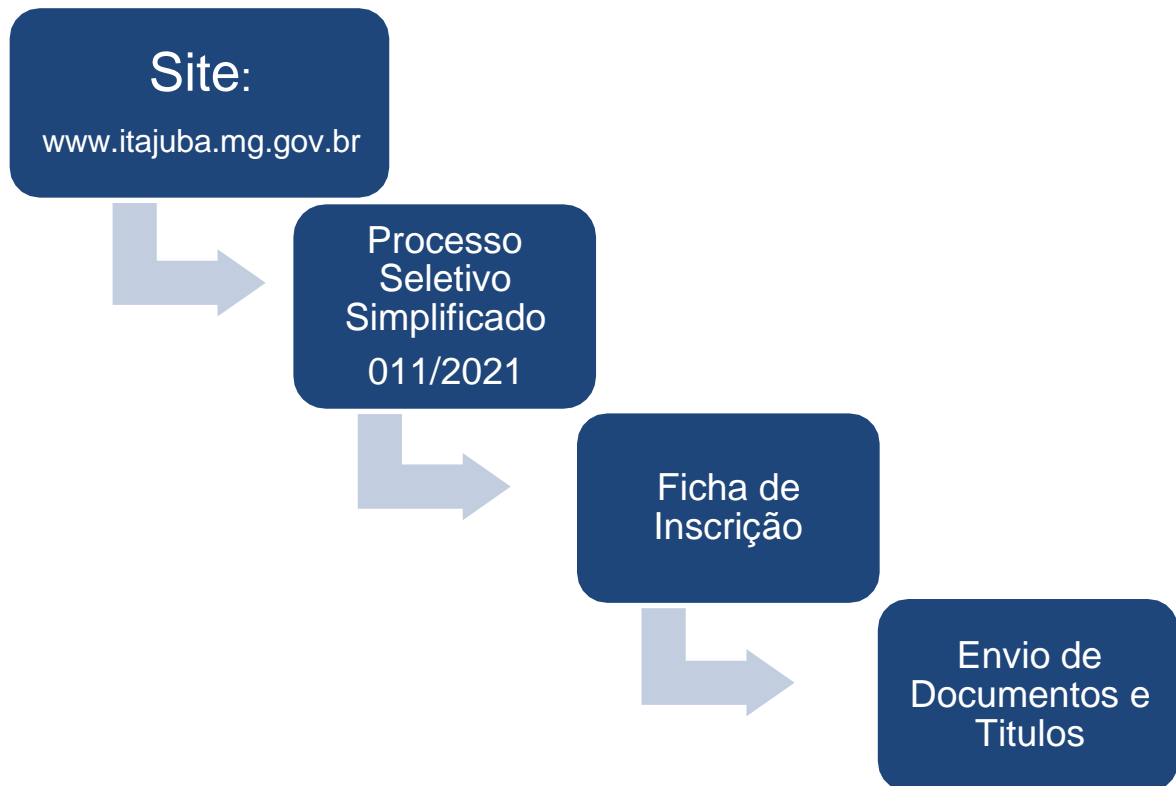 Site:
www.itajuba.mg.gov.br
Processo
Seletivo
Simplificado
011/2021
Ficha de
Inscrição
Envio de
Documentos e
Titulos